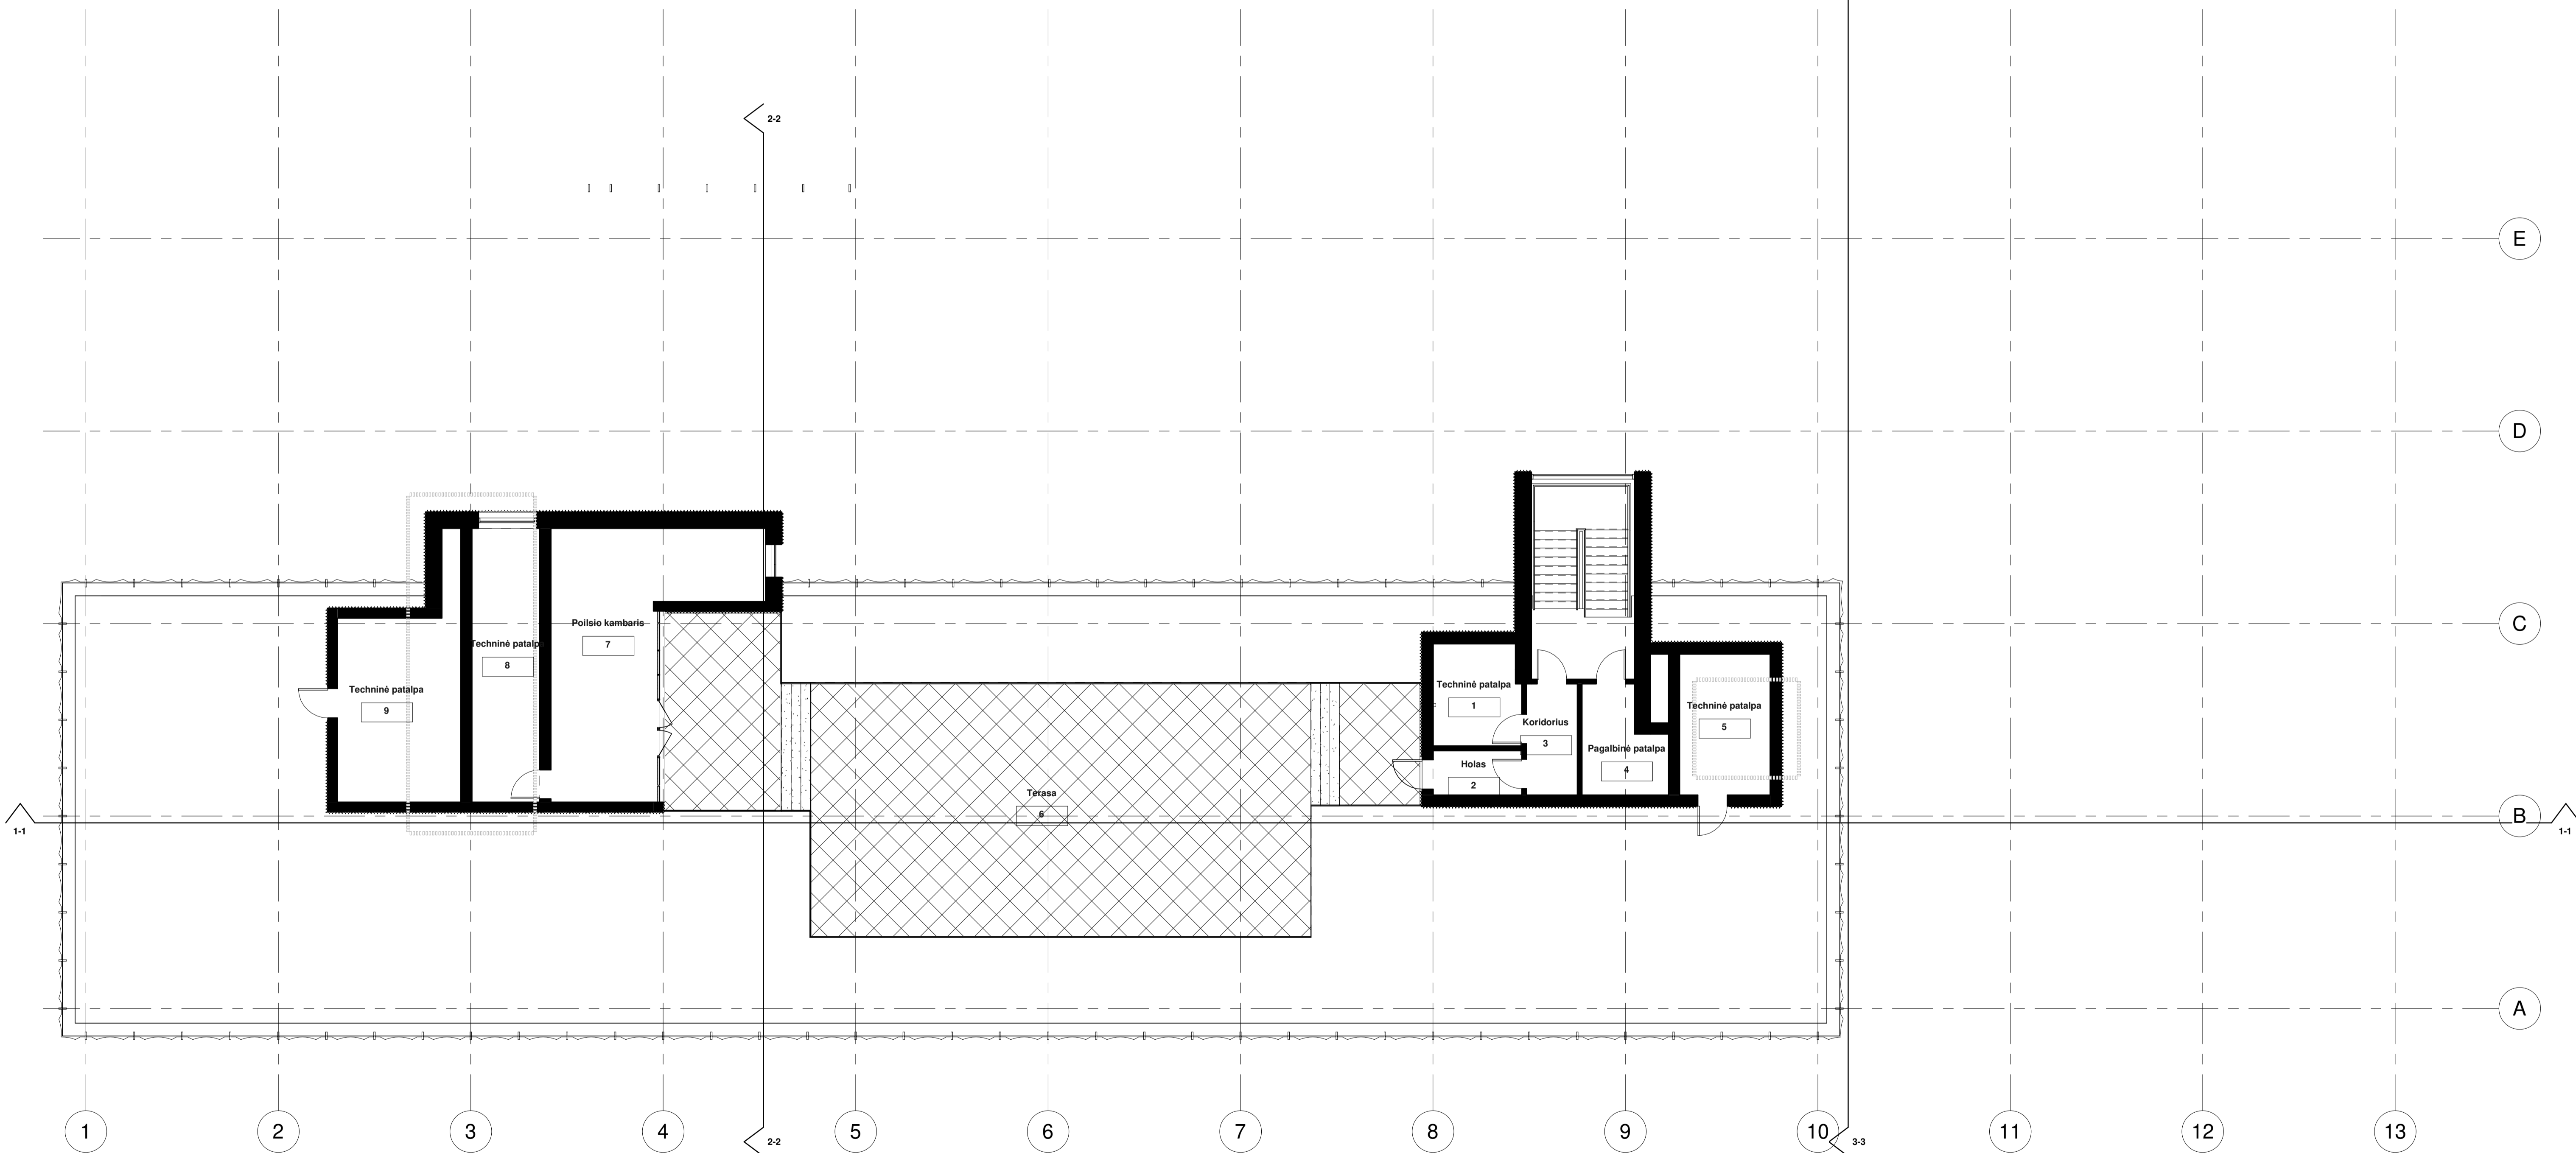 2-2
E
D
C
Poilsio kambaris
7
Techninė patalpa
8
Techninė patalpa
9
Techninė patalpa
1
Koridorius
3
Techninė patalpa
5
Pagalbinė patalpa
4
Holas
2
Terasa
6
1-1
B
1-1
A
1
2
3
4
2-2
5
6
7
8
9
10
3-3
11
12
13